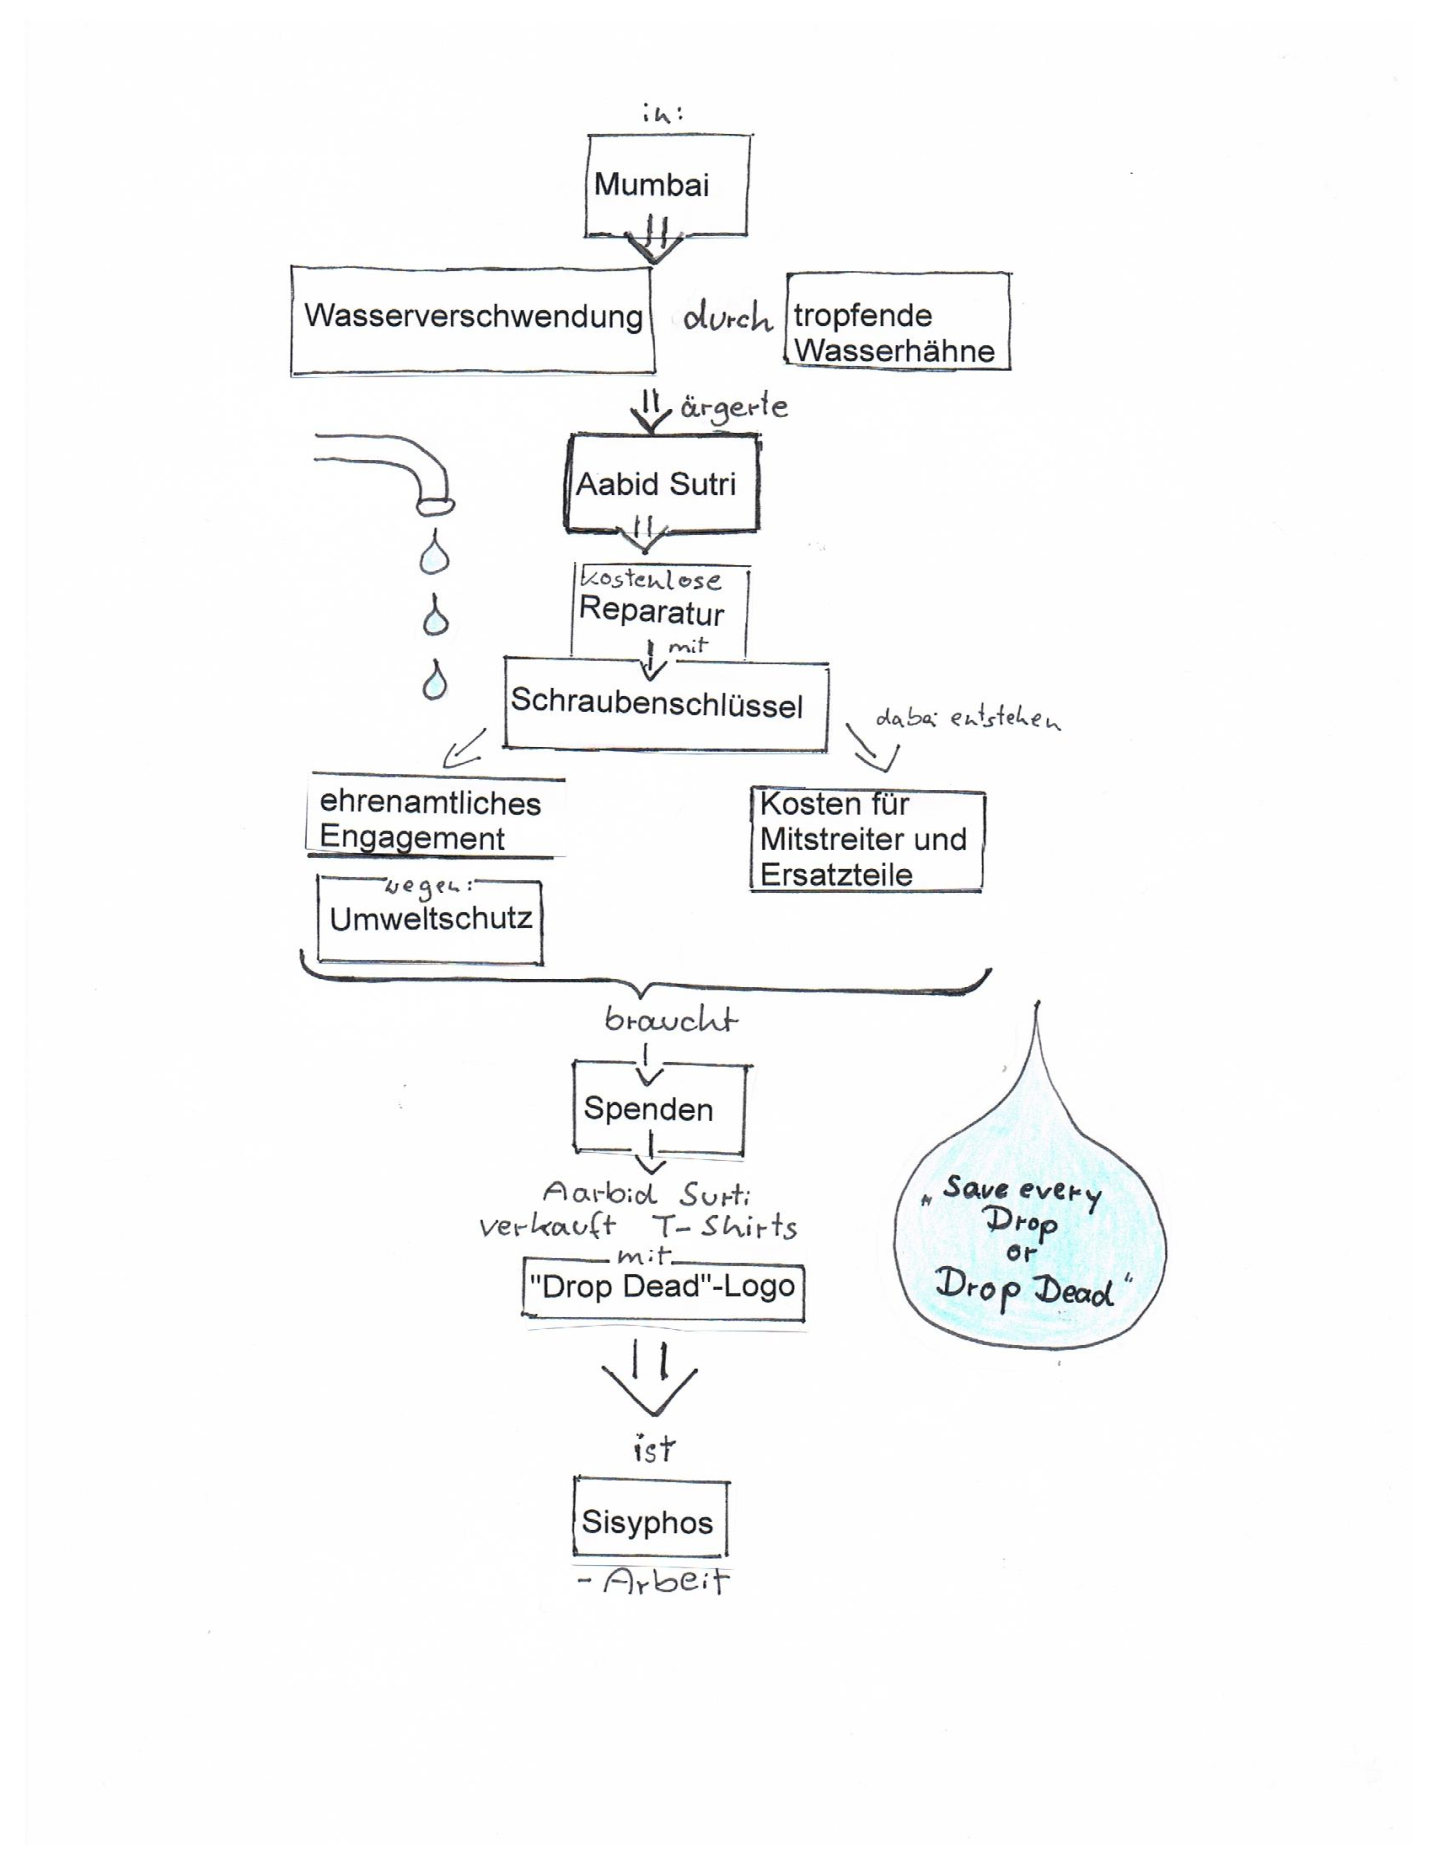 in:
Mumbai
Wasserverschwendung durch tropfende
Wasserhähne
ärgerte
Aabid Sutri
kostenlose
Reparatur
mit
Schraubenschlüssel
dabei entstehen
ehrenamtliches
Engagement
wegen:
Umweltschutz
Kosten für
Mitstreiter und
Ersatzteile
braucht
Spenden
Aarbid Surti
verkauft T-Shirts
mit
"Drop Dead"-Logo
„Save every
Drop
or
Drop Dead“
ist
Sisyphos
-Arbeit